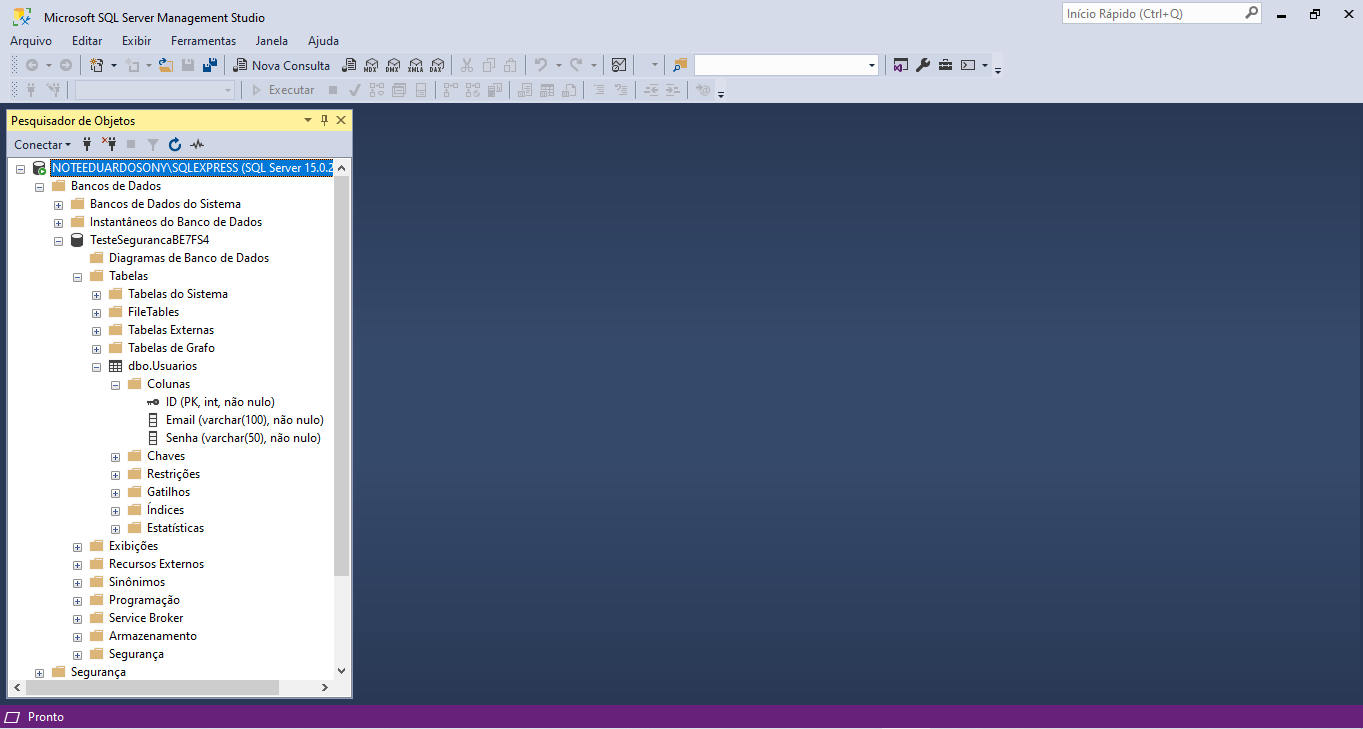 Microsoft SQL Server Management Studio
Início Rápido (Ctrl+Q)
Arquivo Editar Exibir Ferramentas Janela Ajuda
Nova Consulta MDX DMX XMLA DAX
Executar
Pesquisador de Objetos
Conectar
NOTEEDUARDOSONY\SQLEXPRESS (SQL Server 15.0.2
Bancos de Dados
Bancos de Dados do Sistema
Instantâneos do Banco de Dados
TesteSegurancaBE7FS4
Diagramas de Banco de Dados
Tabelas
Tabelas do Sistema
FileTables
Tabelas Externas
Tabelas de Grafo
dbo.Usuarios
Colunas
ID (PK, int, não nulo)
Email (varchar(100), não nulo)
Senha (varchar(50), não nulo)
Chaves
Restrições
Gatilhos
Índices
Estatísticas
Exibições
Recursos Externos
Sinônimos
Programação
Service Broker
Armazenamento
Segurança
Segurança
Pronto